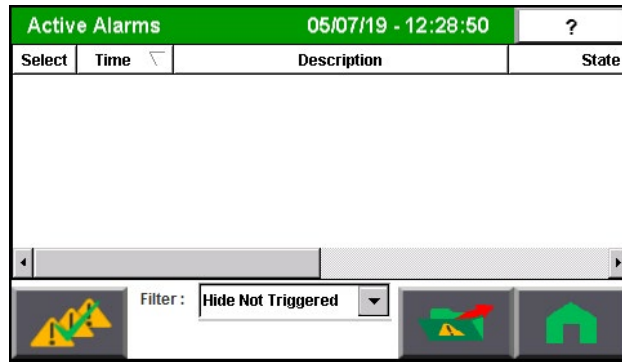 Active Alarms 05/07/19 - 12:28:50 ?
Select Time Description State
Filter: Hide Not Triggered